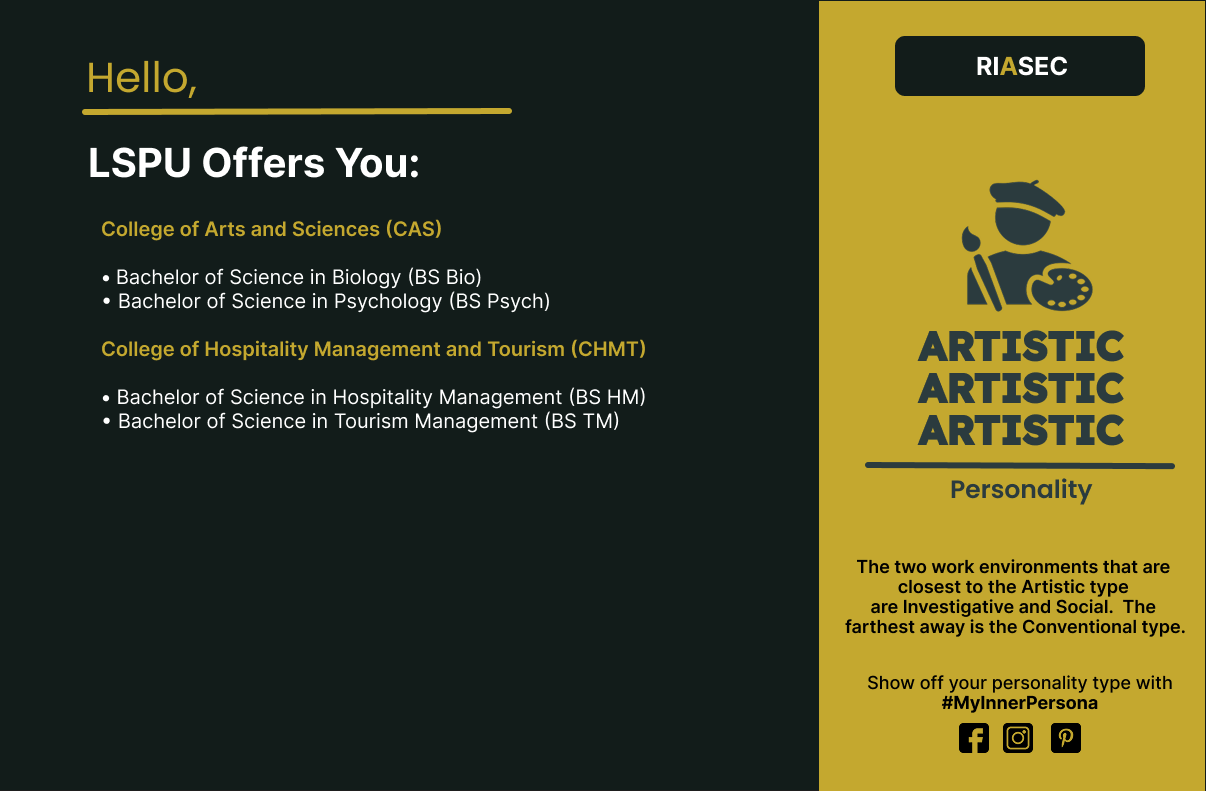 Hello,
LSPU Offers You:
College of Arts and Sciences (CAS)
• Bachelor of Science in Biology (BS Bio)
• Bachelor of Science in Psychology (BS Psych)
College of Hospitality Management and Tourism (CHMT)
• Bachelor of Science in Hospitality Management (BS HM)
• Bachelor of Science in Tourism Management (BS TM)
RIASEC
ARTISTIC
ARTISTIC
ARTISTIC
Personality
The two work environments that are
closest to the Artistic type
are Investigative and Social. The
farthest away is the Conventional type.
Show off your personality type with
#MyInnerPersona